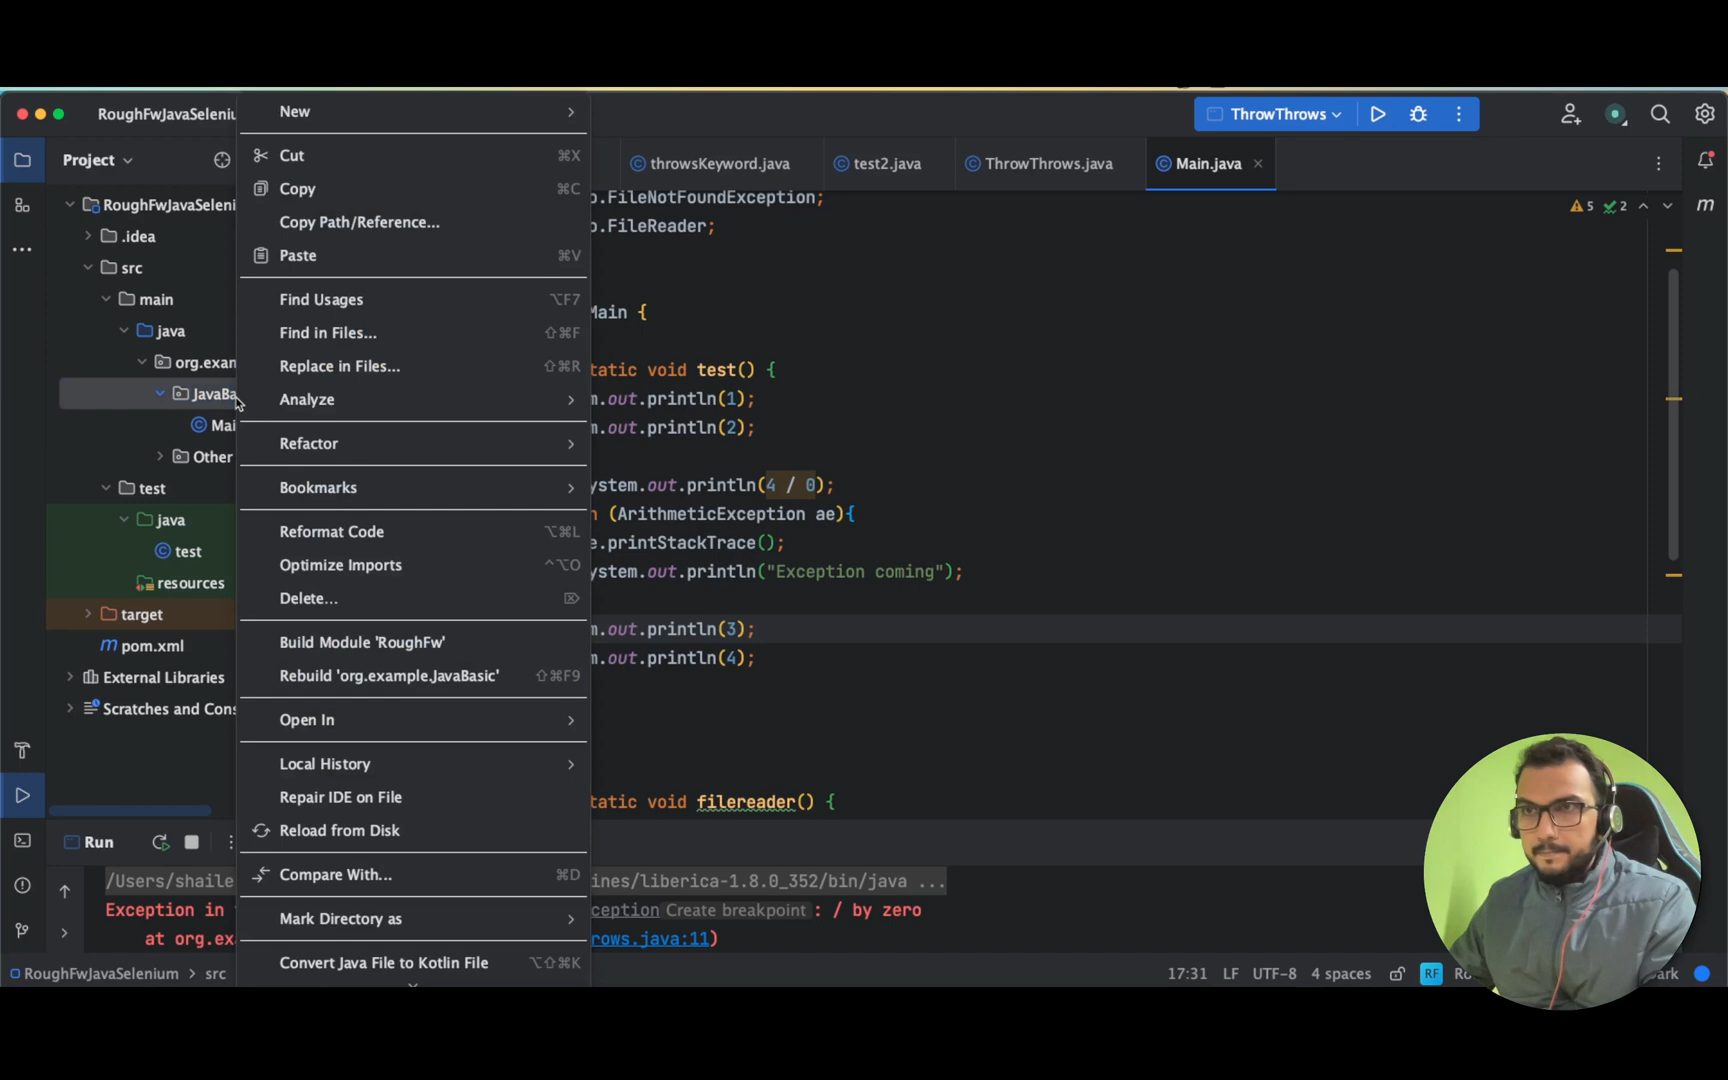 RoughFwJavaSeleniu
ThrowThrows
Project
throwsKeyword.java
test2.java
ThrowThrows.java
Main.java
RoughFwJavaSeleni
.idea
src
main
java
org.exam
JavaBa
Mai
Other
test
java
test
resources
target
m pom.xml
External Libraries
Scratches and Cons
New
Cut ⌘X
Copy ⌘C
Copy Path/Reference...
Paste ⌘V
Find Usages ⌥F7
Find in Files... ⇧⌘F
Replace in Files... ⇧⌘R
Analyze
Refactor
Bookmarks
Reformat Code ⌥⌘L
Optimize Imports ^⌥O
Delete... ⌦
Build Module 'RoughFw'
Rebuild 'org.example.JavaBasic' ⇧⌘F9
Open In
Local History
Repair IDE on File
Reload from Disk
Compare With... ⌘D
Mark Directory as
Convert Java File to Kotlin File ⌥⇧⌘K
.FileNotFoundException;
.FileReader;
5 2
m
Main {
tatic void test() {
m.out.println(1);
m.out.println(2);
ystem.out.println(4 / 0);
(ArithmeticException ae){
e.printStackTrace();
ystem.out.println("Exception coming");
m.out.println(3);
m.out.println(4);
tatic void filereader() {
Run
/Users/shaile
ines/liberica-1.8.0_352/bin/java ...
Exception in
ception Create breakpoint : / by zero
at org.exa
rows.java:11)
RoughFwJavaSelenium > src
17:31 LF UTF-8 4 spaces RF Ro
ark